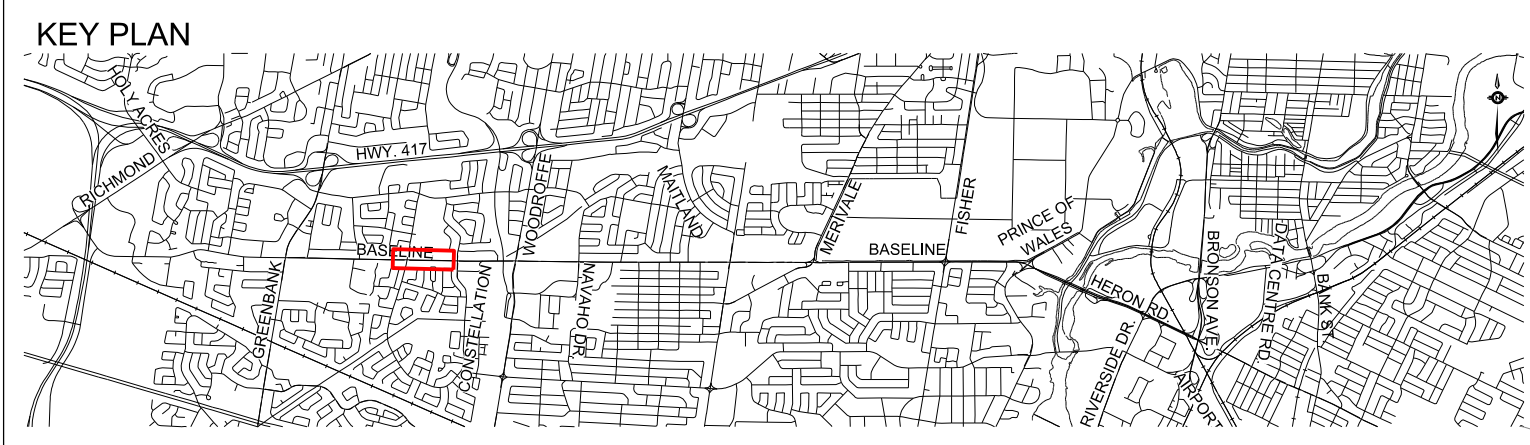 KEY PLAN
HOLY ACRES
RICHMOND
HWY. 417
GREENBANK
BASELINE
CONSTELLATION
WOODROFFE
NAVAHO DR.
MAITLAND
MERIVALE
BASELINE
FISHER
PRINCE OF
WALES
HERON RD.
RIVERSIDE DR.
AIRPORT
BRONSON AVE.
DATA CENTRE RD.
BANK ST.
N